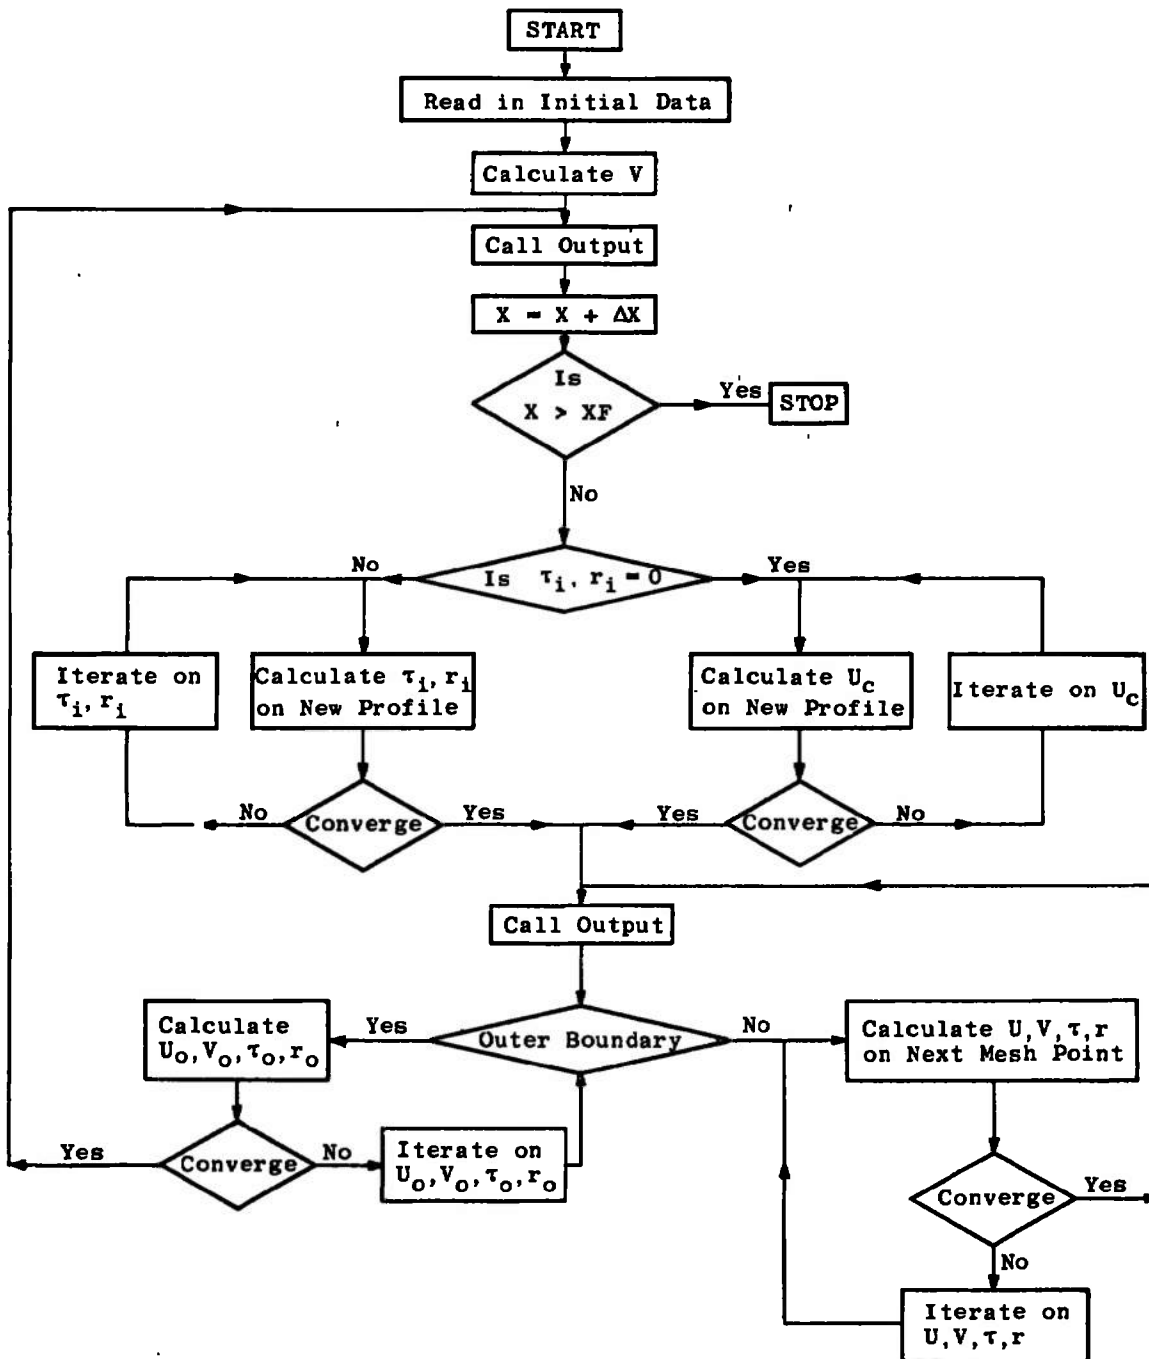 START
Read in Initial Data
Calculate V
Call Output
X = X + ΔX
Is
X > XF
Yes
STOP
No
No
Is τi, ri = 0
Yes
Iterate on
τi, ri
Calculate τi, ri
on New Profile
Calculate Uc
on New Profile
Iterate on Uc
No
Converge
Yes
Yes
Converge
No
Call Output
Calculate
Uo, Vo, τo, ro
Yes
Outer Boundary
No
Calculate U, V, τ, r
on Next Mesh Point
Yes
Converge
No
Iterate on
Uo, Vo, τo, ro
Converge
Yes
No
Iterate on
U, V, τ, r